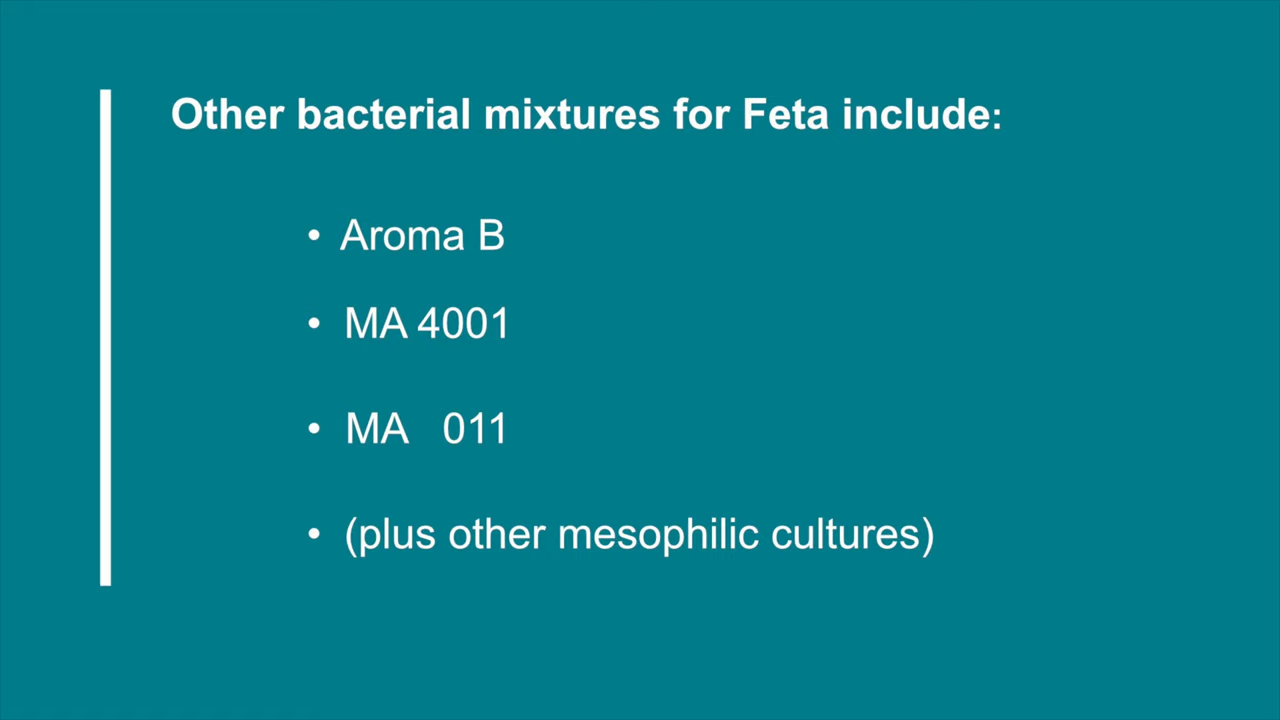 Other bacterial mixtures for Feta include:
• Aroma B
• MA 4001
• MA 011
• (plus other mesophilic cultures)